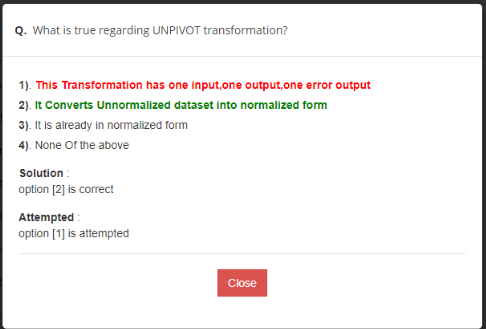 Q. What is true regarding UNPIVOT transformation?
1). This Transformation has one input,one output,one error output
2). It Converts Unnormalized dataset into normalized form
3). It is already in normalized form
4). None Of the above
Solution :
option [2] is correct
Attempted :
option [1] is attempted
Close